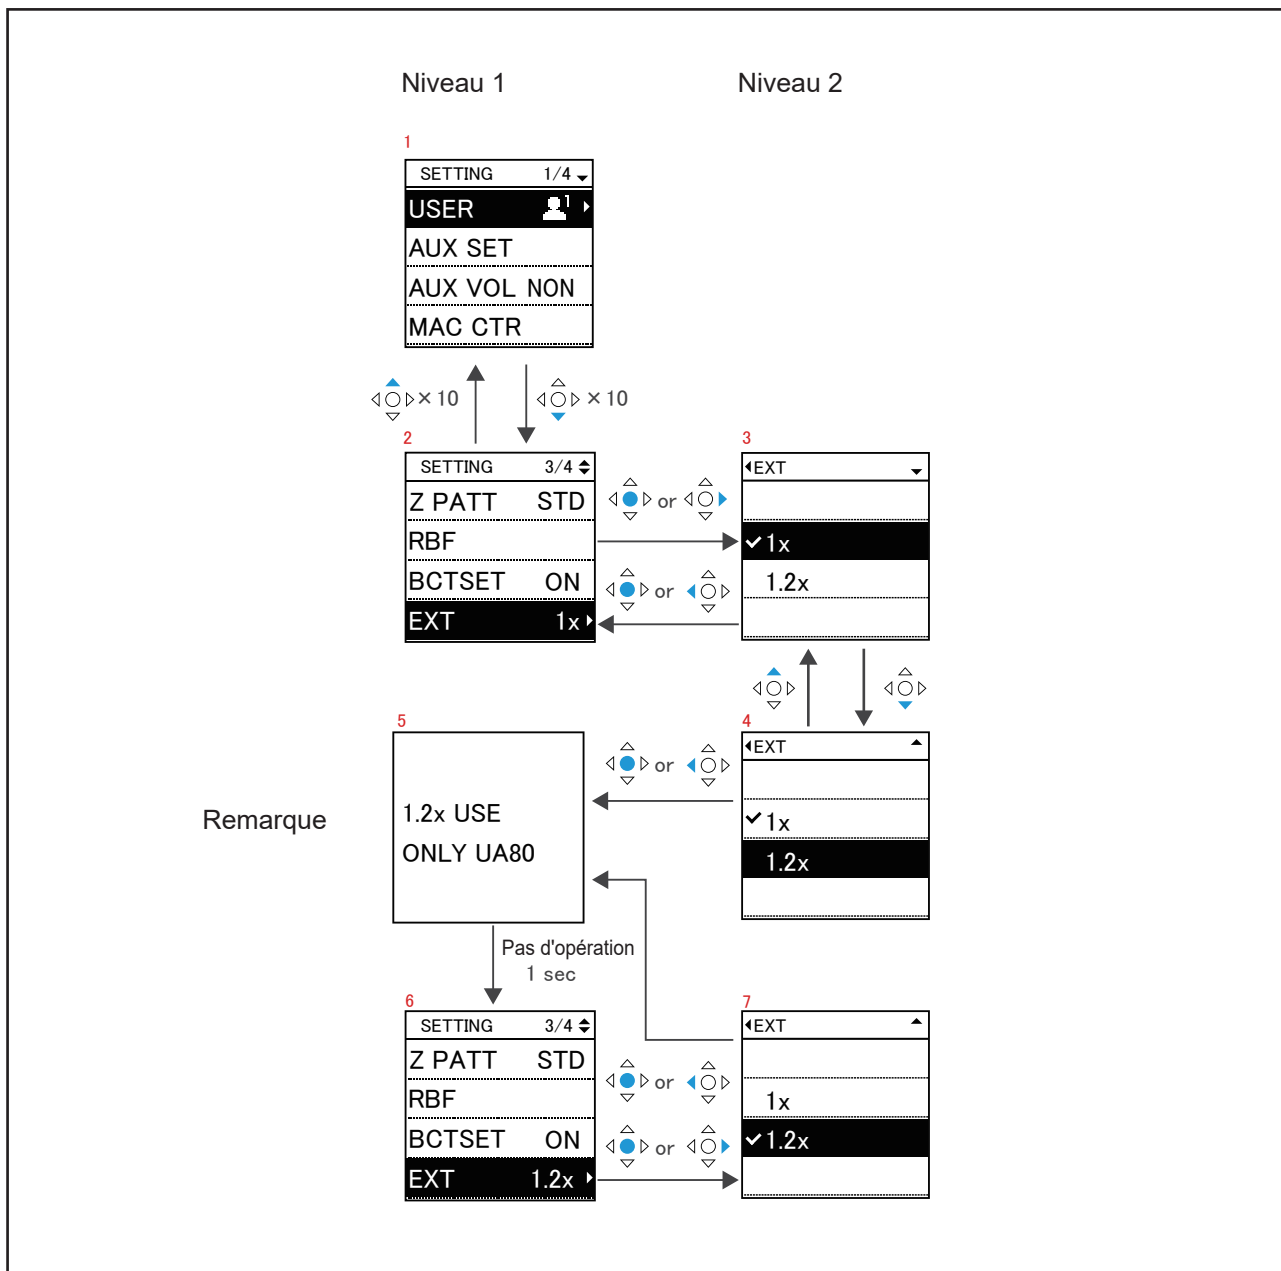 Niveau 1
Niveau 2
1
SETTING 1/4
USER 1
AUX SET
AUX VOL NON
MAC CTR
×10
×10
2
SETTING 3/4
Z PATT STD
RBF
BCTSET ON
EXT 1x
or
or
3
EXT
1x
1.2x
4
EXT
1x
1.2x
or
5
1.2x USE
ONLY UA80
Remarque
Pas d'opération
1 sec
6
SETTING 3/4
Z PATT STD
RBF
BCTSET ON
EXT 1.2x
or
or
7
EXT
1x
1.2x